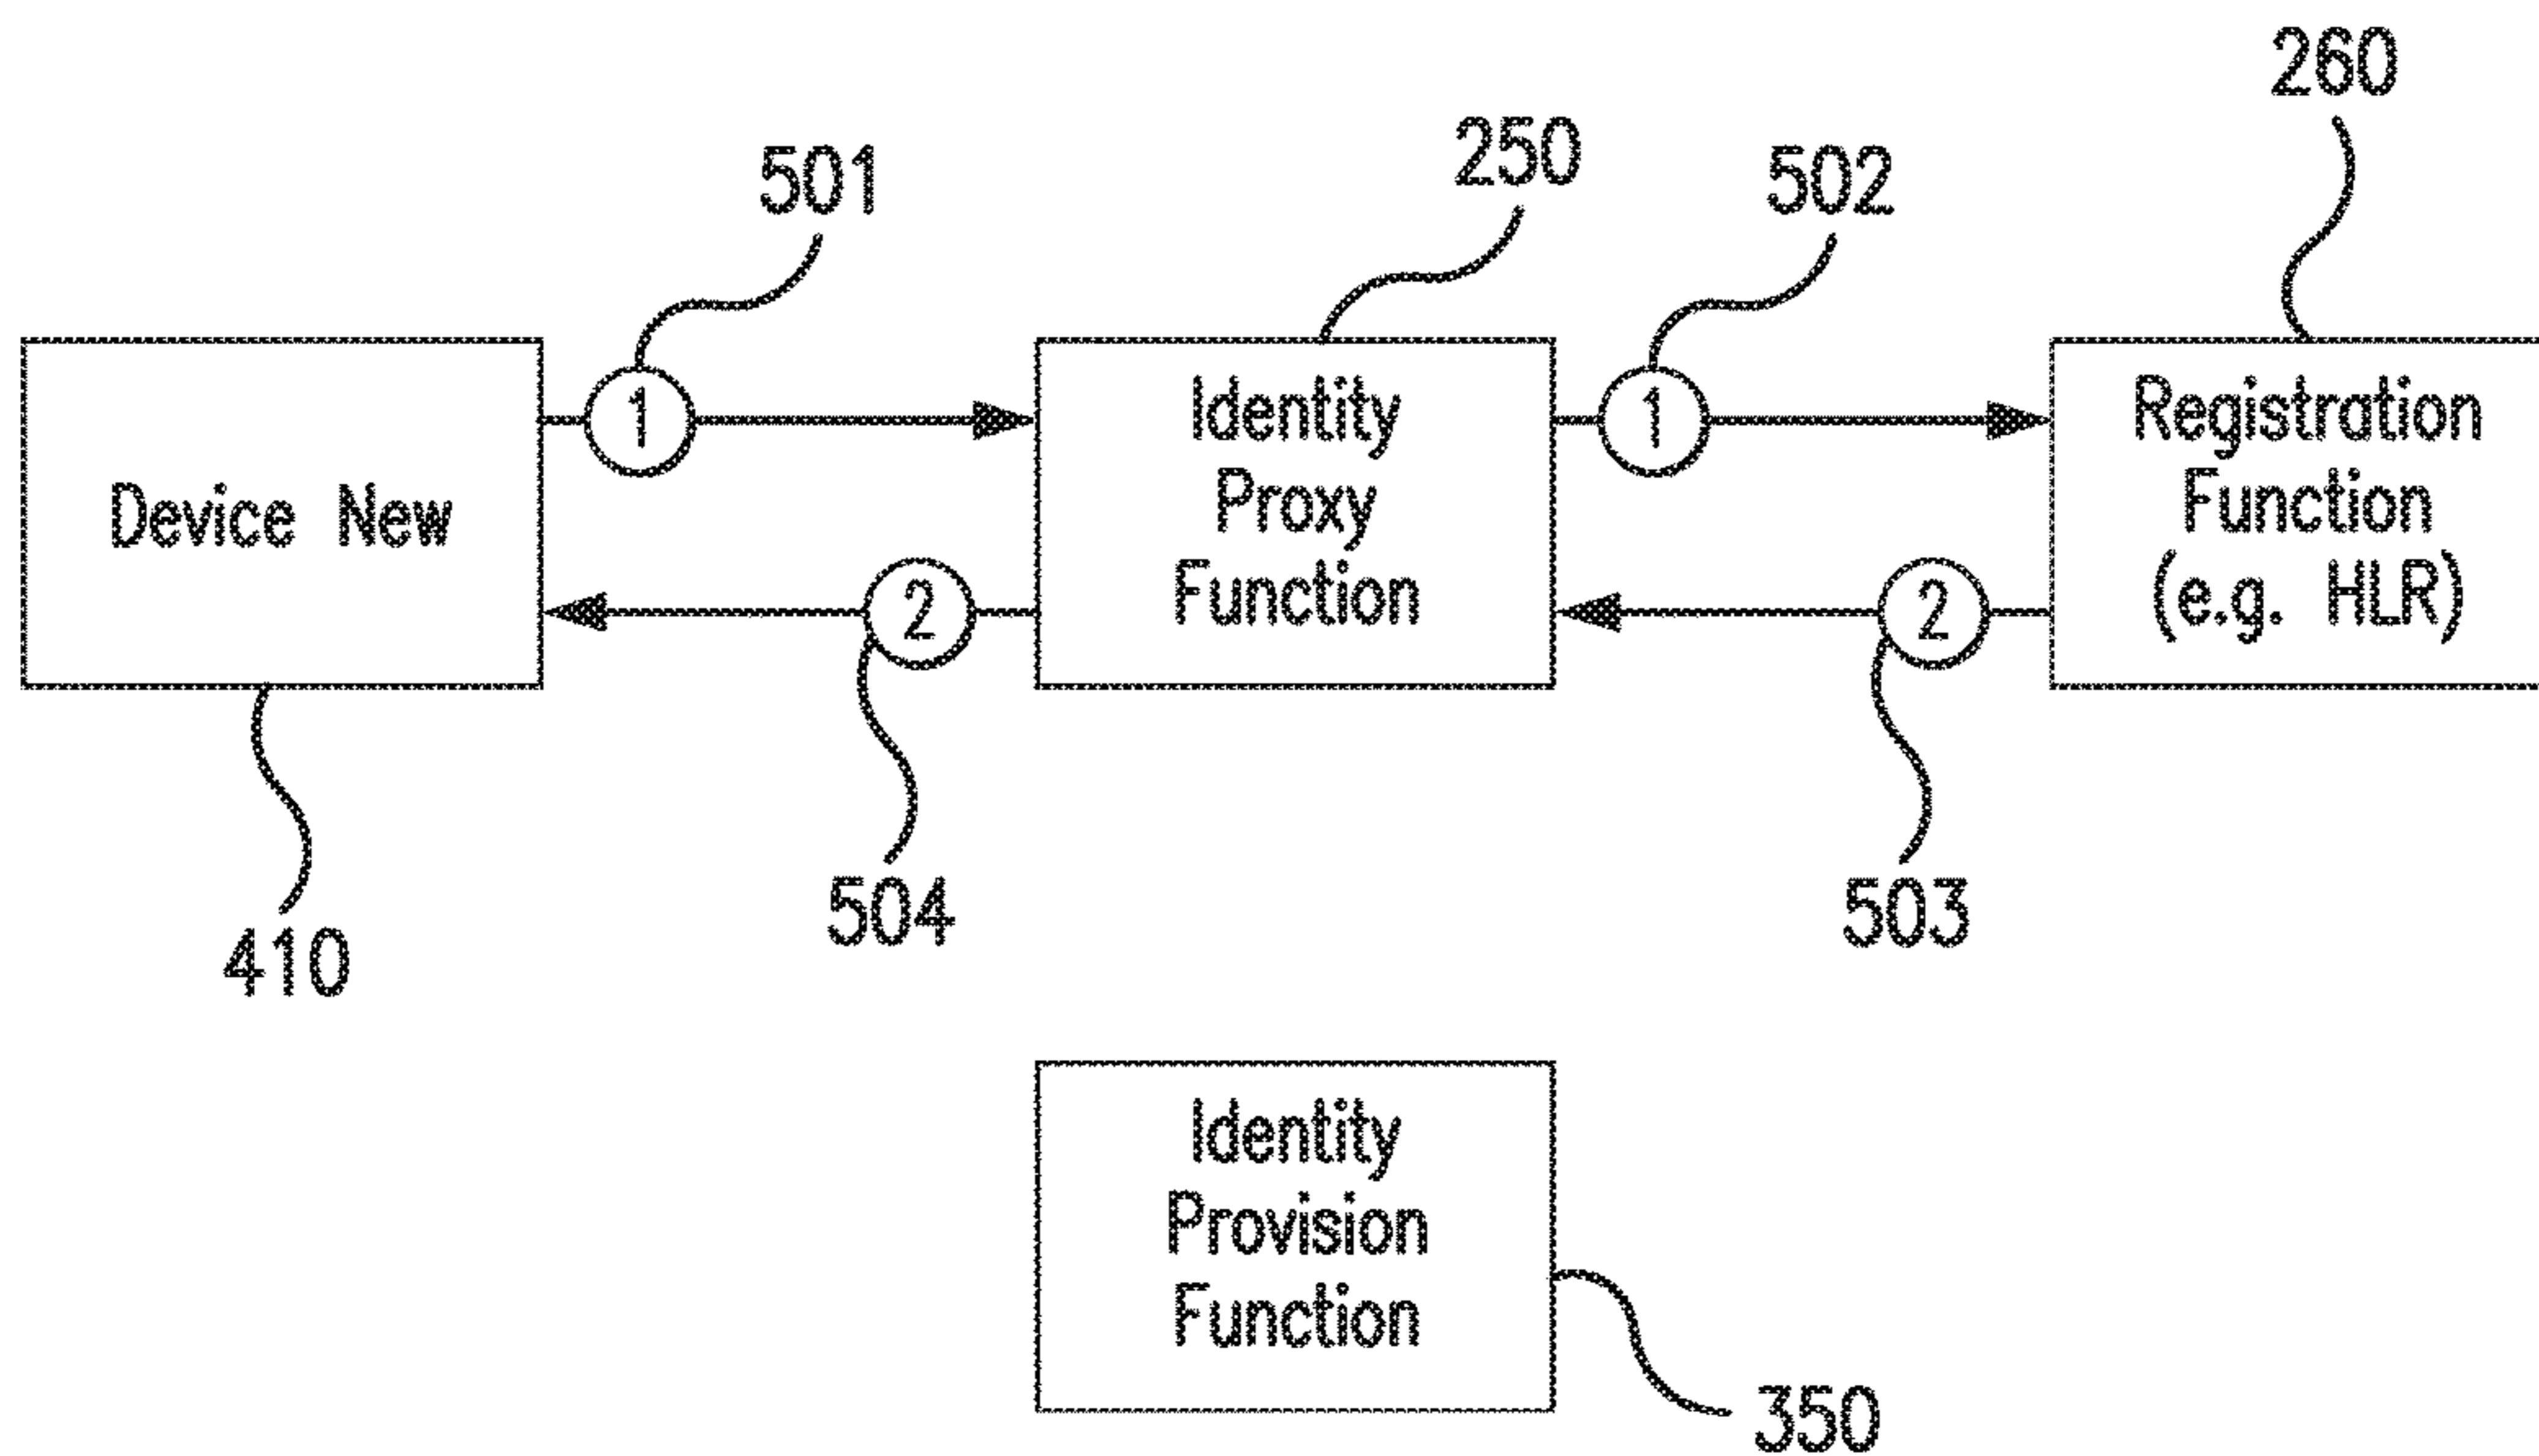 260
250
501
502
Device New
1
2
Identity
Proxy
Function
1
2
Registration
Function
(e.g. HLR)
410
504
503
Identity
Provision
Function
350